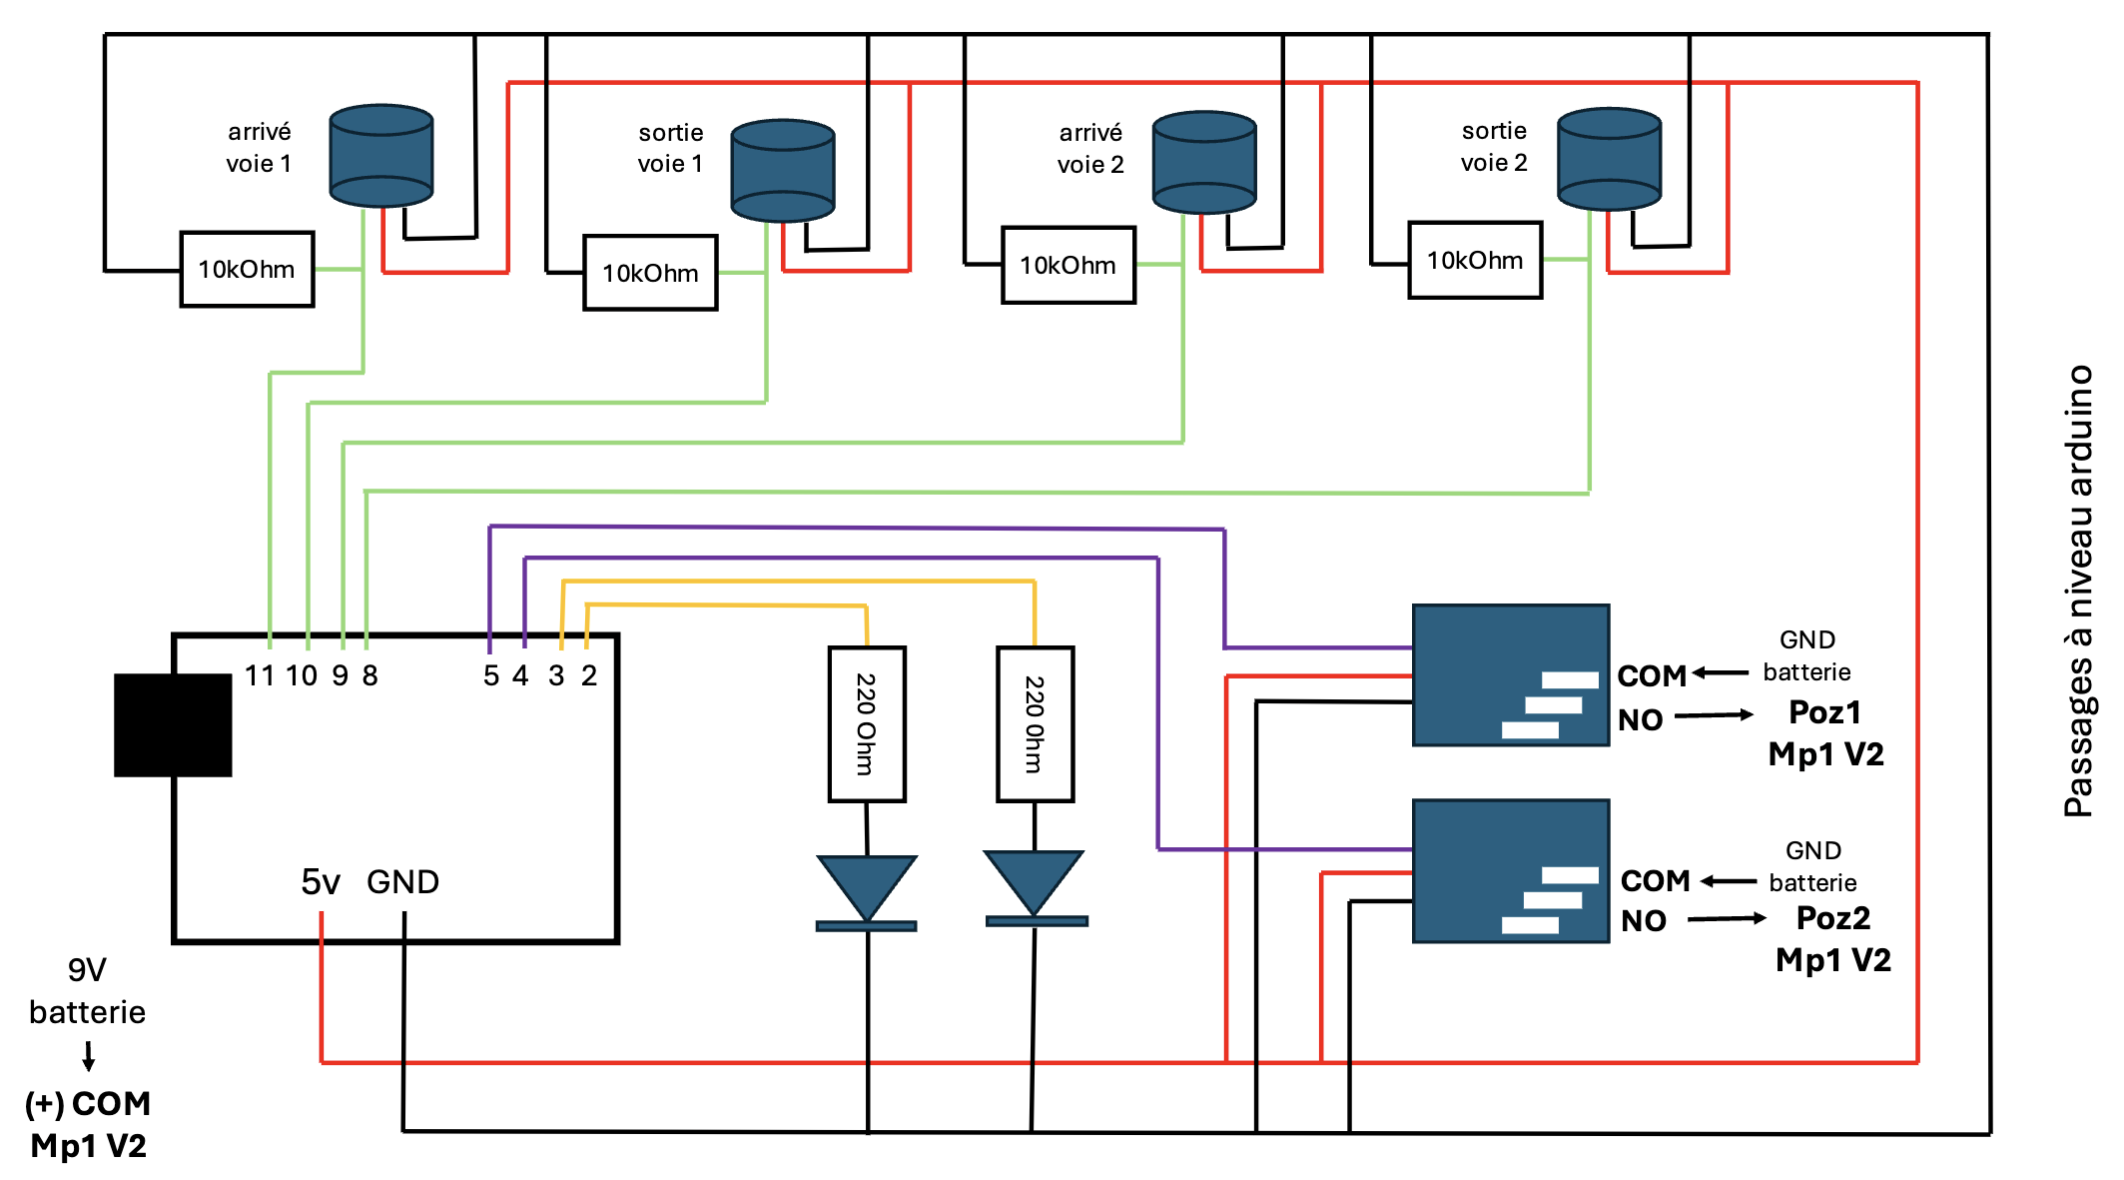 arrivé
voie 1
sortie
voie 1
arrivé
voie 2
sortie
voie 2
10kOhm
10kOhm
10kOhm
10kOhm
Passages à niveau arduino
11 10 9 8 5 4 3 2
220 Ohm
220 0hm
GND
batterie
COM
NO
Poz1
Mp1 V2
GND
batterie
COM
NO
Poz2
Mp1 V2
5v GND
9V
batterie
(+) COM
Mp1 V2